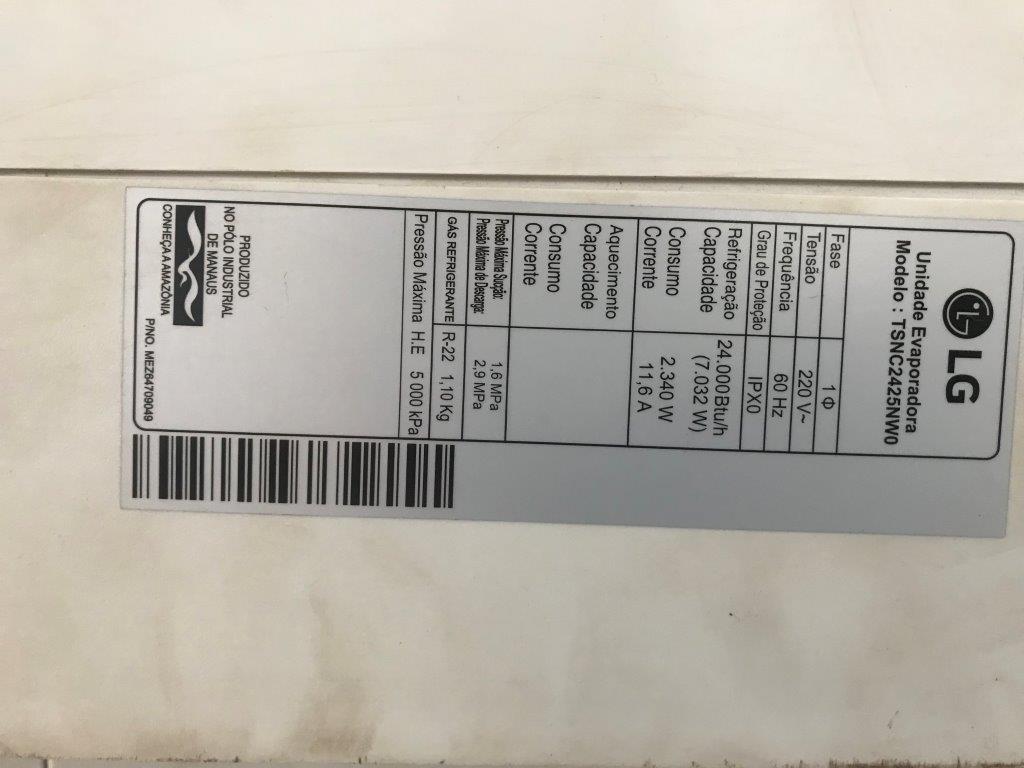 LG
Unidade Evaporadora
Modelo : TSNC2425NW0
Fase 1 Φ
Tensão 220 V~
Frequência 60 Hz
Grau de Proteção IPX0
Refrigeração
Capacidade 24.000Btu/h
(7.032 W)
Consumo 2.340 W
Corrente 11,6 A
Aquecimento
Capacidade
Consumo
Corrente
Pressão Máxima Sucção: 1,6 MPa
Pressão Máxima de Descarga: 2,9 MPa
GÁS REFRIGERANTE R-22 1,10 Kg
Pressão Máxima H.E 5 000 kPa
PRODUZIDO
NO PÓLO INDUSTRIAL
DE MANAUS
CONHEÇA A AMAZÔNIA
P/NO. MEZ64709049